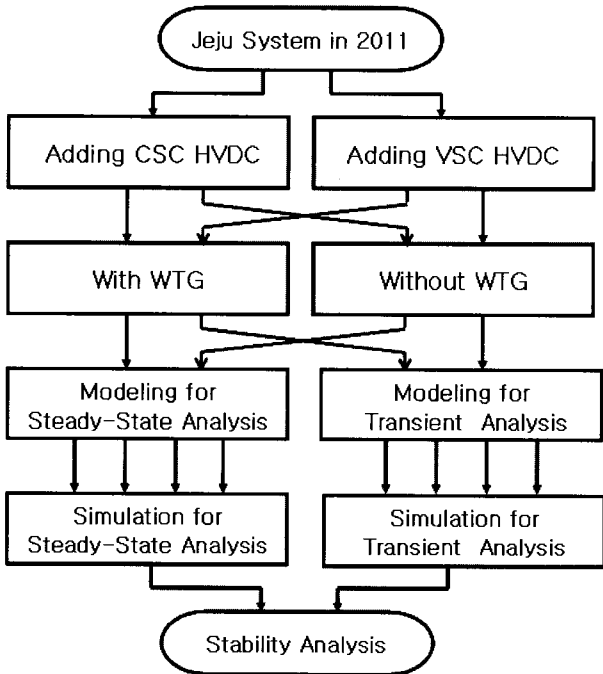 Jeju System in 2011
Adding CSC HVDC
Adding VSC HVDC
With WTG
Without WTG
Modeling for
Steady-State Analysis
Modeling for
Transient Analysis
Simulation for
Steady-State Analysis
Simulation for
Transient Analysis
Stability Analysis